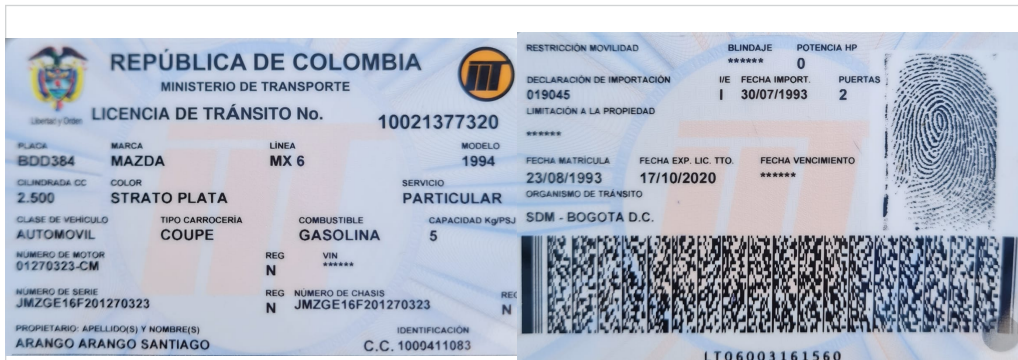 REPÚBLICA DE COLOMBIA
MINISTERIO DE TRANSPORTE
Libertad y Orden
LICENCIA DE TRÁNSITO No. 10021377320
PLACA MARCA LÍNEA MODELO
BDD384 MAZDA MX 6 1994
CILINDRADA CC COLOR SERVICIO
2.500 STRATO PLATA PARTICULAR
CLASE DE VEHÍCULO TIPO CARROCERÍA COMBUSTIBLE CAPACIDAD Kg/PSJ
AUTOMOVIL COUPE GASOLINA 5
NÚMERO DE MOTOR REG VIN
01270323-CM N ******
NÚMERO DE SERIE REG NÚMERO DE CHASIS REG
JMZGE16F201270323 N JMZGE16F201270323 N
PROPIETARIO: APELLIDO(S) Y NOMBRE(S) IDENTIFICACIÓN
ARANGO ARANGO SANTIAGO C.C. 1000411083
RESTRICCIÓN MOVILIDAD BLINDAJE POTENCIA HP
****** 0
DECLARACIÓN DE IMPORTACIÓN I/E FECHA IMPORT. PUERTAS
019045 I 30/07/1993 2
LIMITACIÓN A LA PROPIEDAD
******
FECHA MATRÍCULA FECHA EXP. LIC. TTO. FECHA VENCIMIENTO
23/08/1993 17/10/2020 ******
ORGANISMO DE TRÁNSITO
SDM - BOGOTA D.C.
LT06003161560